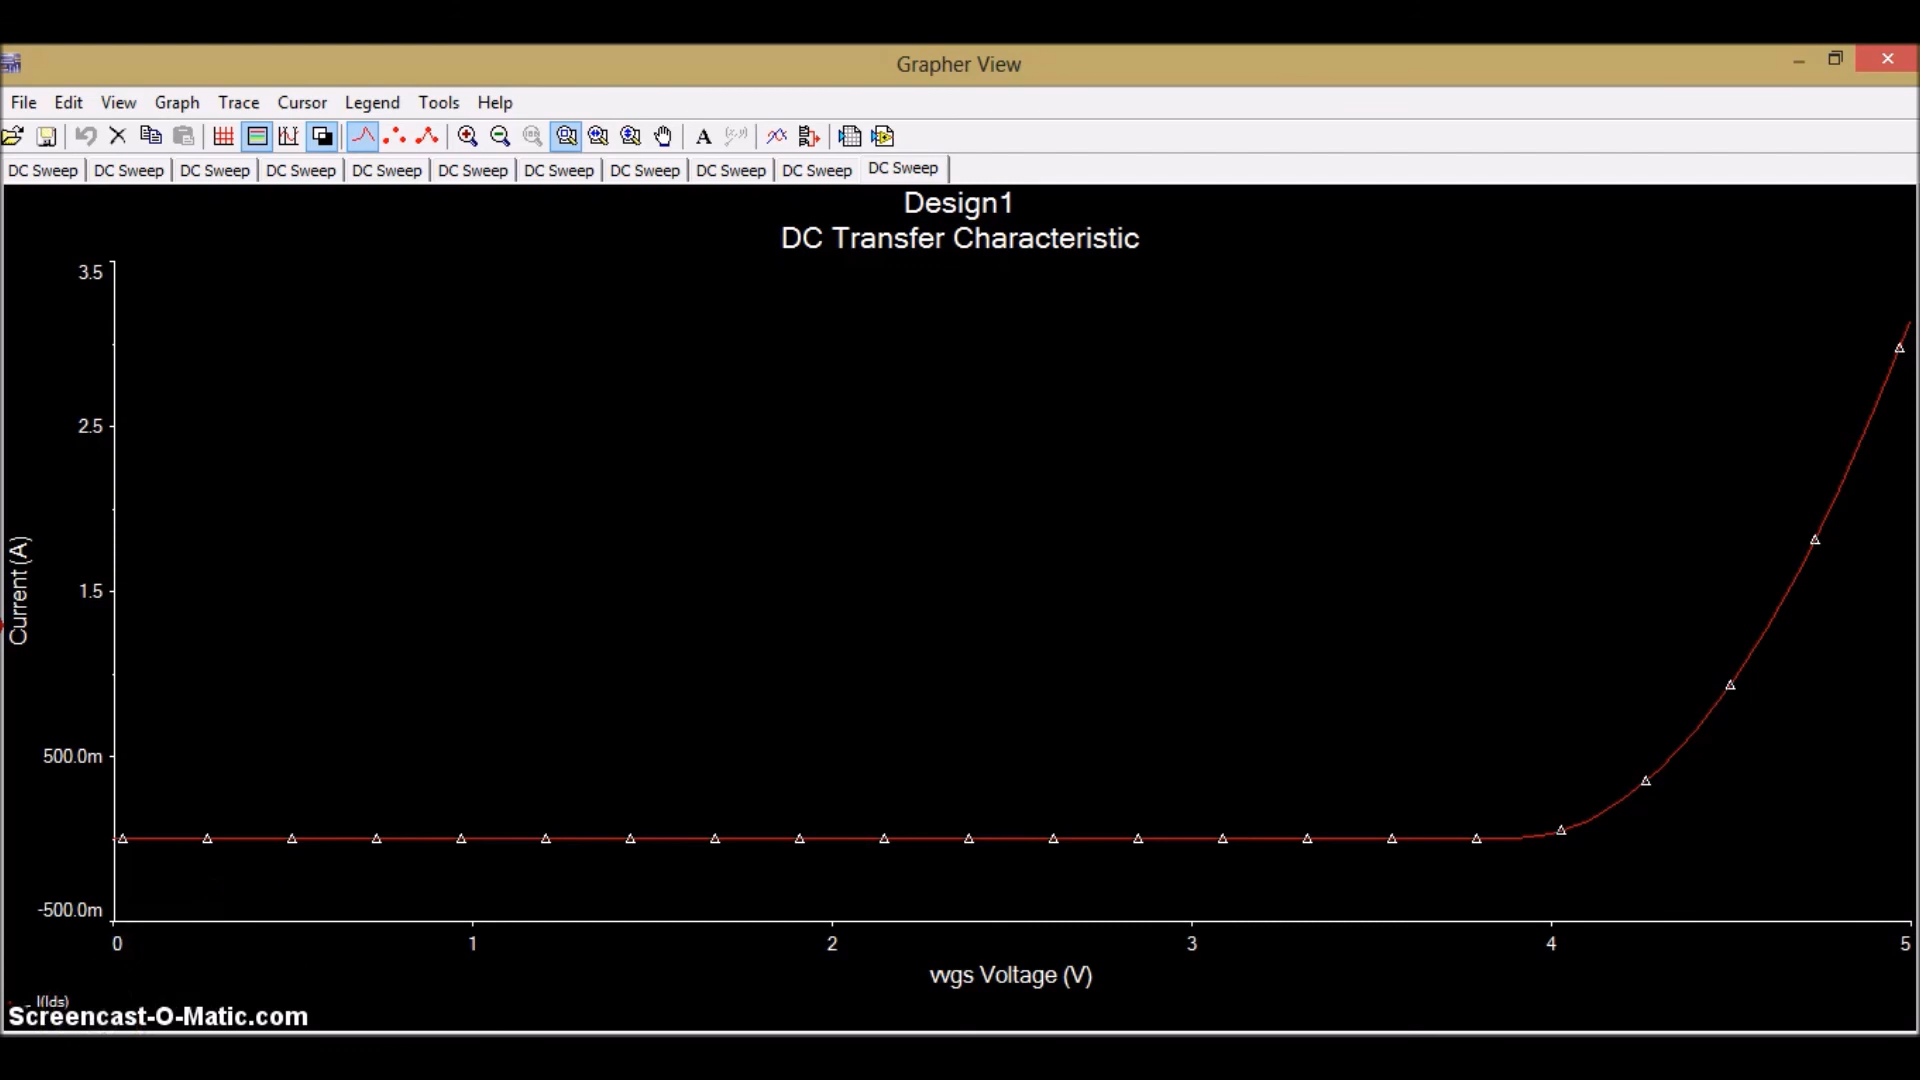 Grapher View
File Edit View Graph Trace Cursor Legend Tools Help
DC Sweep DC Sweep DC Sweep DC Sweep DC Sweep DC Sweep DC Sweep DC Sweep DC Sweep DC Sweep DC Sweep
Design1
DC Transfer Characteristic
3.5
2.5
1.5
500.0m
-500.0m
Current (A)
0 1 2 3 4 5
vvgs Voltage (V)
I(Ids)
Screencast-O-Matic.com